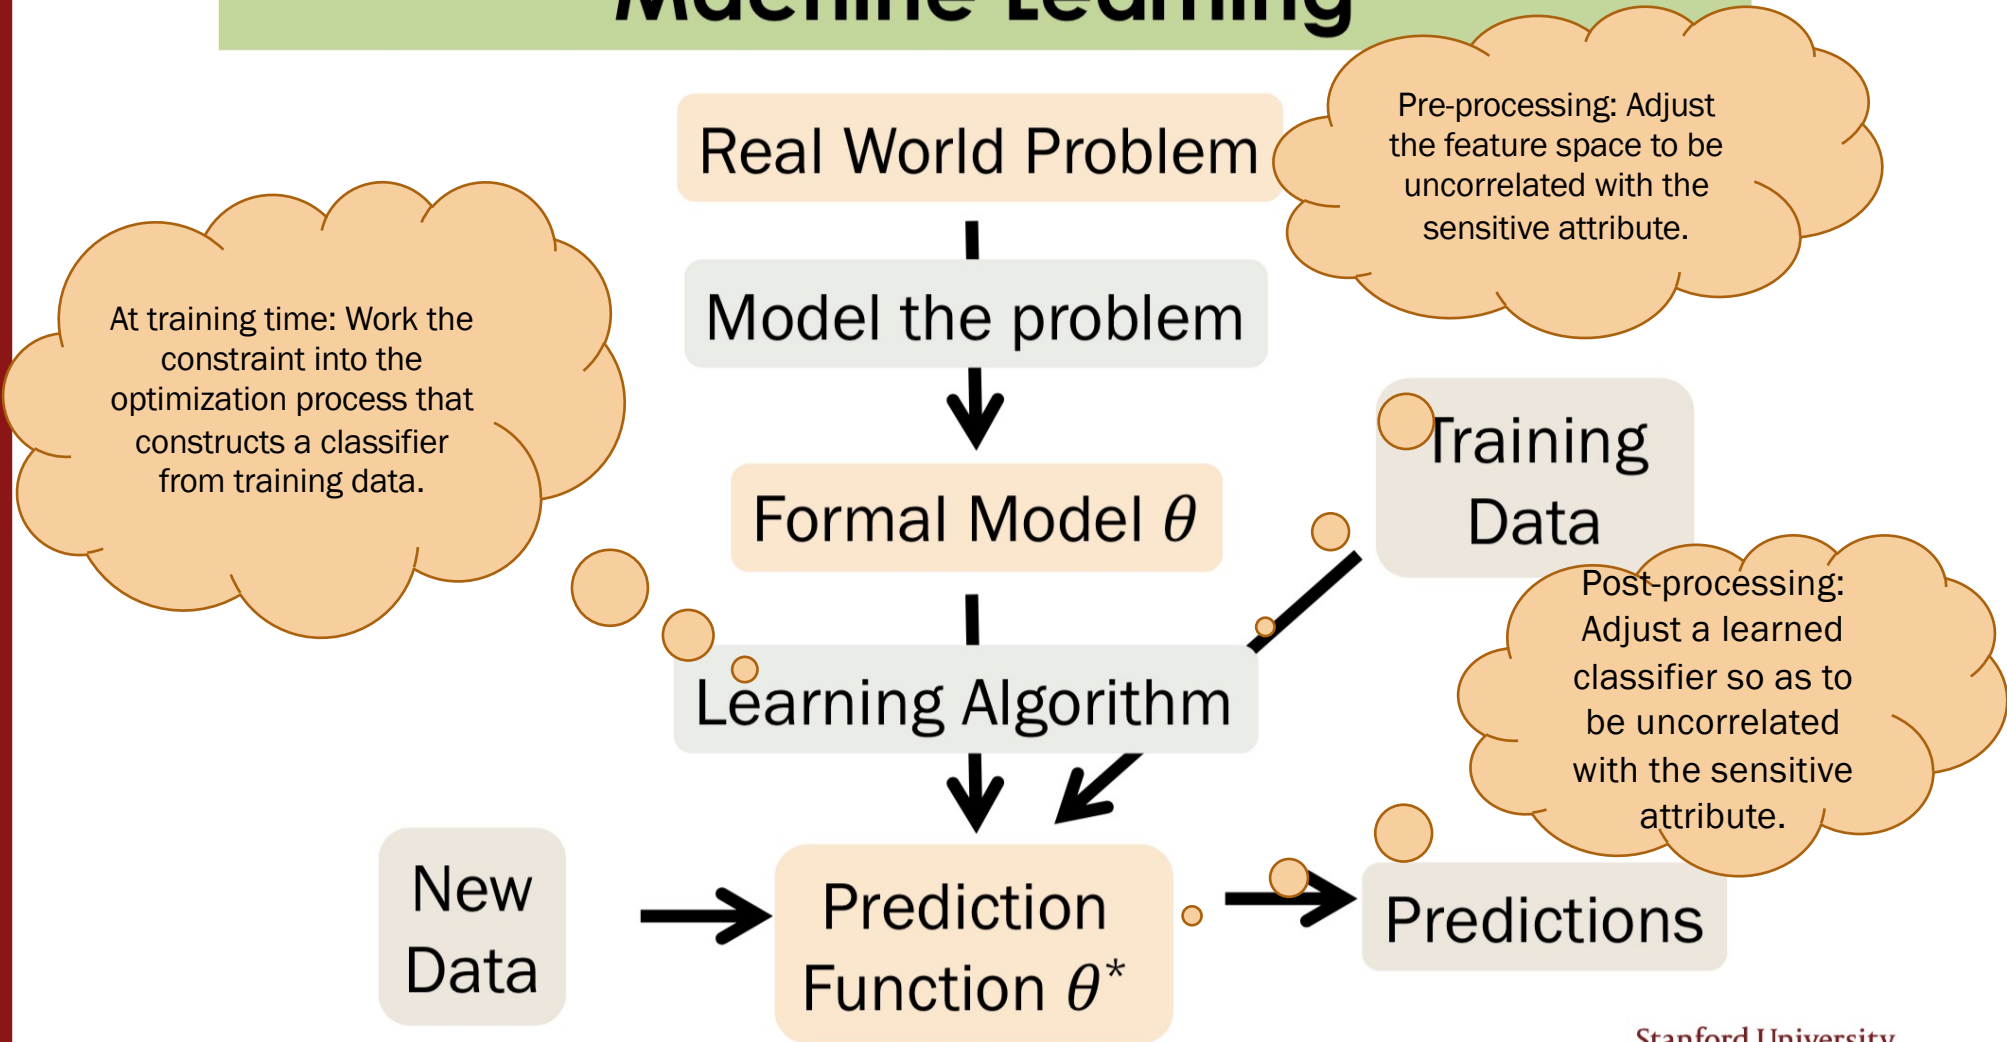 Machine Learning
Real World Problem
Pre-processing: Adjust
the feature space to be
uncorrelated with the
sensitive attribute.
Model the problem
At training time: Work the
constraint into the
optimization process that
constructs a classifier
from training data.
Training
Data
Formal Model θ
Post-processing:
Adjust a learned
classifier so as to
be uncorrelated
with the sensitive
attribute.
Learning Algorithm
New
Data
Prediction
Function θ*
Predictions
Stanford University